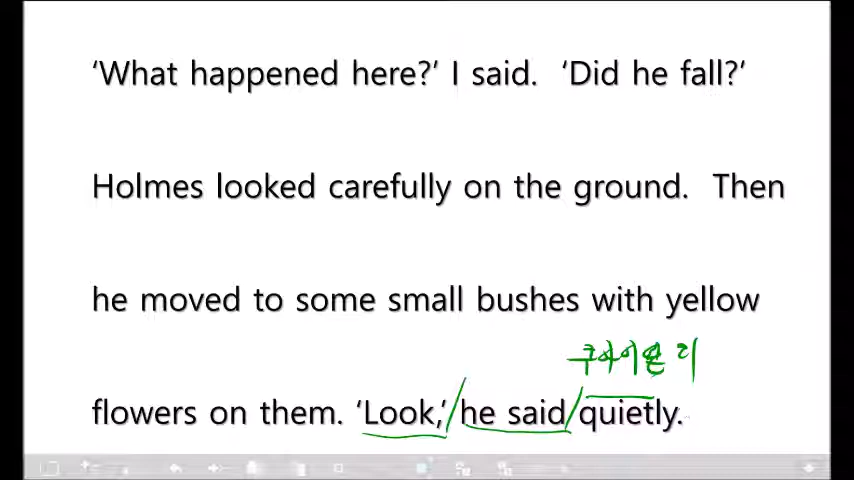 ‘What happened here?’ I said. ‘Did he fall?’
Holmes looked carefully on the ground. Then
he moved to some small bushes with yellow
flowers on them. ‘Look,’ he said quietly.